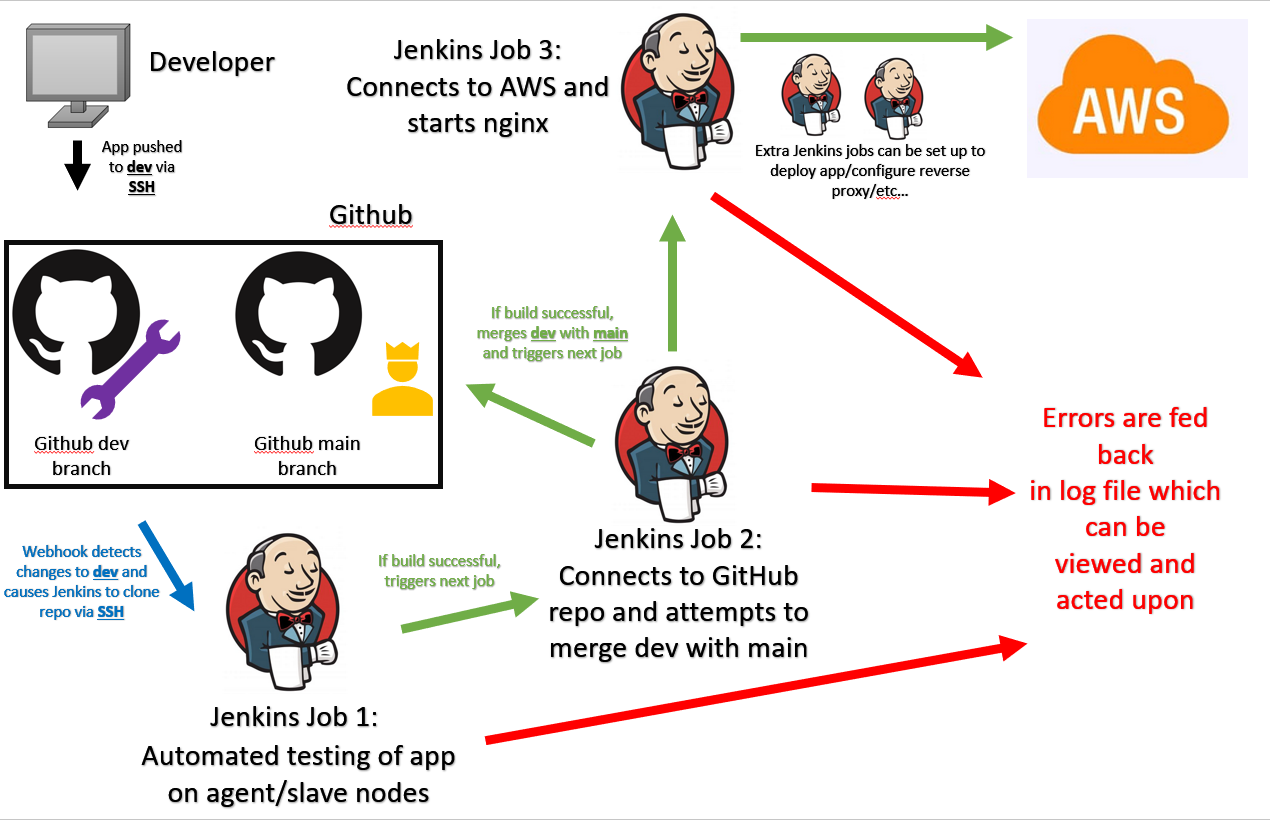 Developer
App pushed
to dev via
SSH
Jenkins Job 3:
Connects to AWS and
starts nginx
Extra Jenkins jobs can be set up to
deploy app/configure reverse
proxy/etc...
AWS
Github
Github dev
branch
Github main
branch
If build successful,
merges dev with main
and triggers next job
Webhook detects
changes to dev and
causes Jenkins to clone
repo via SSH
If build successful,
triggers next job
Jenkins Job 2:
Connects to GitHub
repo and attempts to
merge dev with main
Jenkins Job 1:
Automated testing of app
on agent/slave nodes
Errors are fed
back
in log file which
can be
viewed and
acted upon